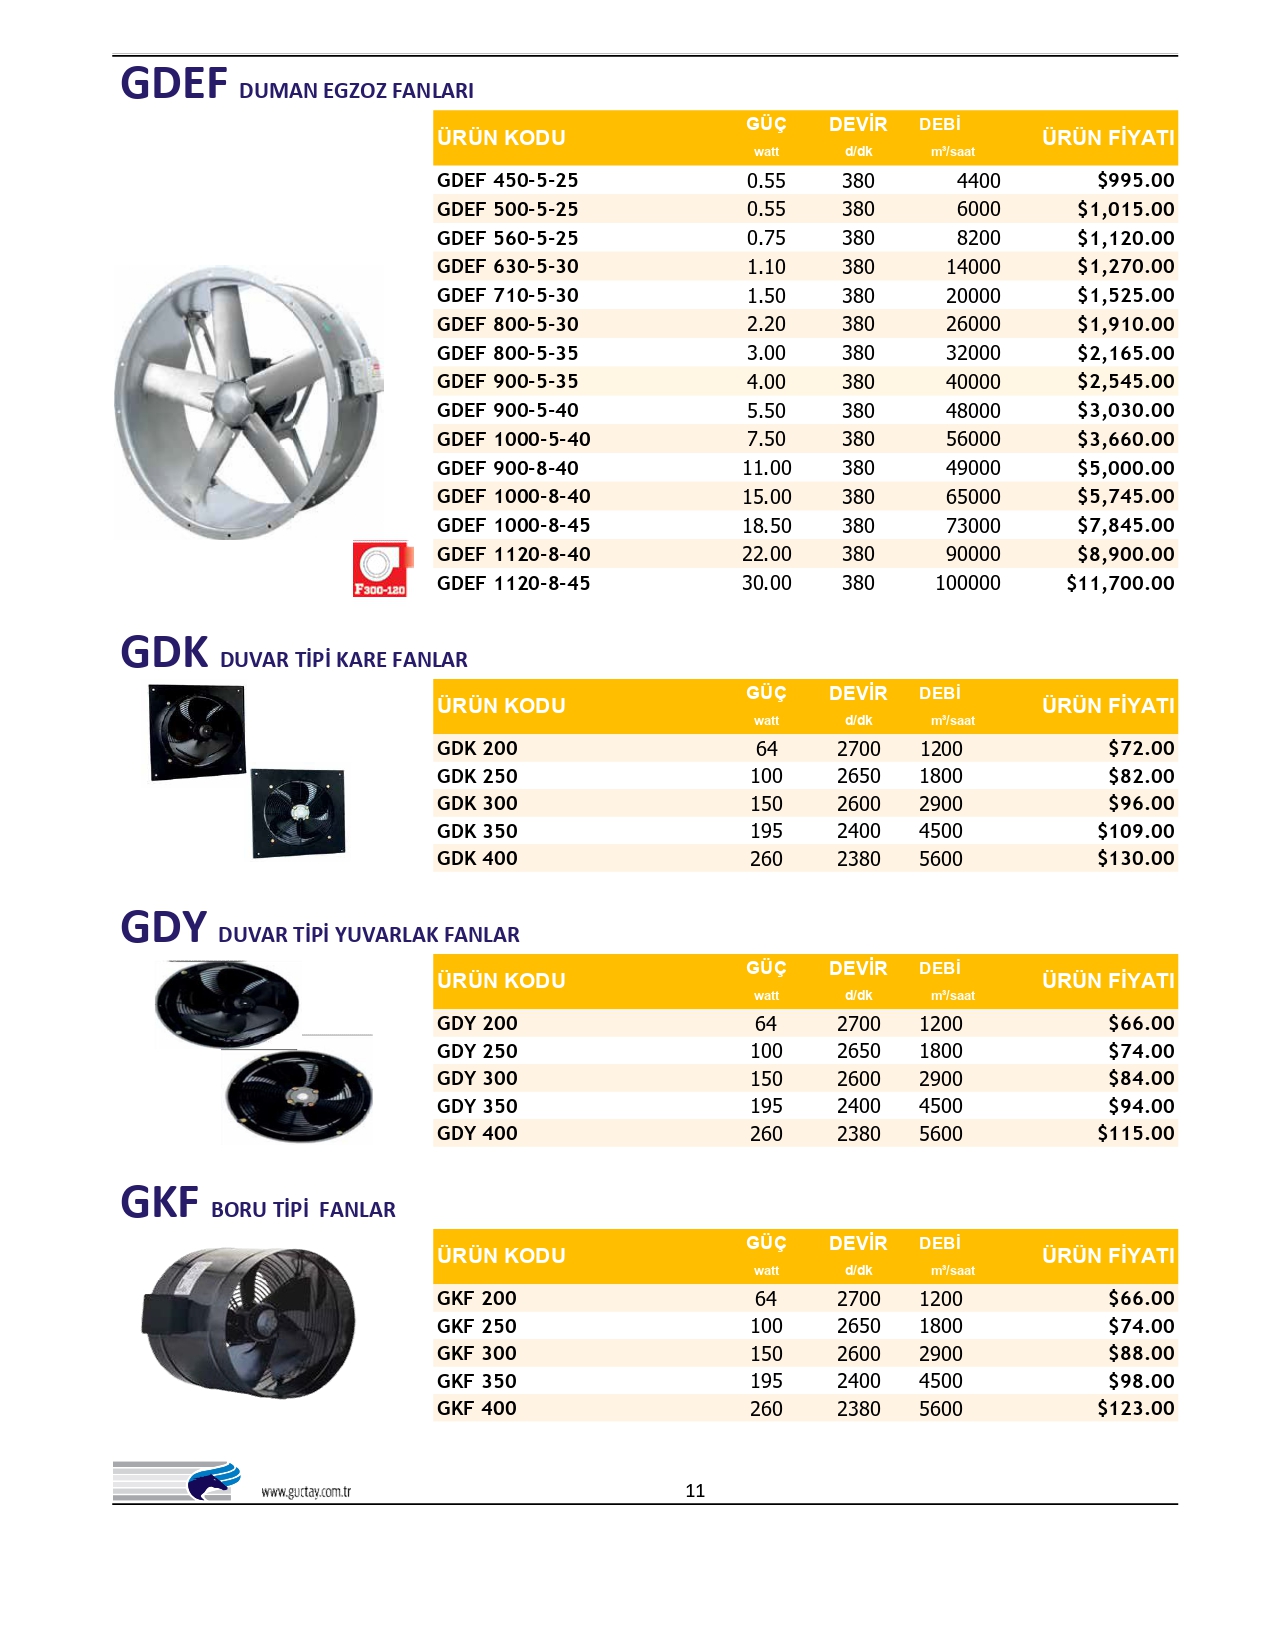 GDEF DUMAN EGZOZ FANLARI
ÜRÜN KODU GÜÇ watt DEVİR d/dk DEBİ m³/saat ÜRÜN FİYATI
GDEF 450-5-25 0.55 380 4400 $995.00
GDEF 500-5-25 0.55 380 6000 $1,015.00
GDEF 560-5-25 0.75 380 8200 $1,120.00
GDEF 630-5-30 1.10 380 14000 $1,270.00
GDEF 710-5-30 1.50 380 20000 $1,525.00
GDEF 800-5-30 2.20 380 26000 $1,910.00
GDEF 800-5-35 3.00 380 32000 $2,165.00
GDEF 900-5-35 4.00 380 40000 $2,545.00
GDEF 900-5-40 5.50 380 48000 $3,030.00
GDEF 1000-5-40 7.50 380 56000 $3,660.00
GDEF 900-8-40 11.00 380 49000 $5,000.00
GDEF 1000-8-40 15.00 380 65000 $5,745.00
GDEF 1000-8-45 18.50 380 73000 $7,845.00
GDEF 1120-8-40 22.00 380 90000 $8,900.00
GDEF 1120-8-45 30.00 380 100000 $11,700.00
F300-120
GDK DUVAR TİPİ KARE FANLAR
ÜRÜN KODU GÜÇ watt DEVİR d/dk DEBİ m³/saat ÜRÜN FİYATI
GDK 200 64 2700 1200 $72.00
GDK 250 100 2650 1800 $82.00
GDK 300 150 2600 2900 $96.00
GDK 350 195 2400 4500 $109.00
GDK 400 260 2380 5600 $130.00
GDY DUVAR TİPİ YUVARLAK FANLAR
ÜRÜN KODU GÜÇ watt DEVİR d/dk DEBİ m³/saat ÜRÜN FİYATI
GDY 200 64 2700 1200 $66.00
GDY 250 100 2650 1800 $74.00
GDY 300 150 2600 2900 $84.00
GDY 350 195 2400 4500 $94.00
GDY 400 260 2380 5600 $115.00
GKF BORU TİPİ FANLAR
ÜRÜN KODU GÜÇ watt DEVİR d/dk DEBİ m³/saat ÜRÜN FİYATI
GKF 200 64 2700 1200 $66.00
GKF 250 100 2650 1800 $74.00
GKF 300 150 2600 2900 $88.00
GKF 350 195 2400 4500 $98.00
GKF 400 260 2380 5600 $123.00
www.guctay.com.tr 11